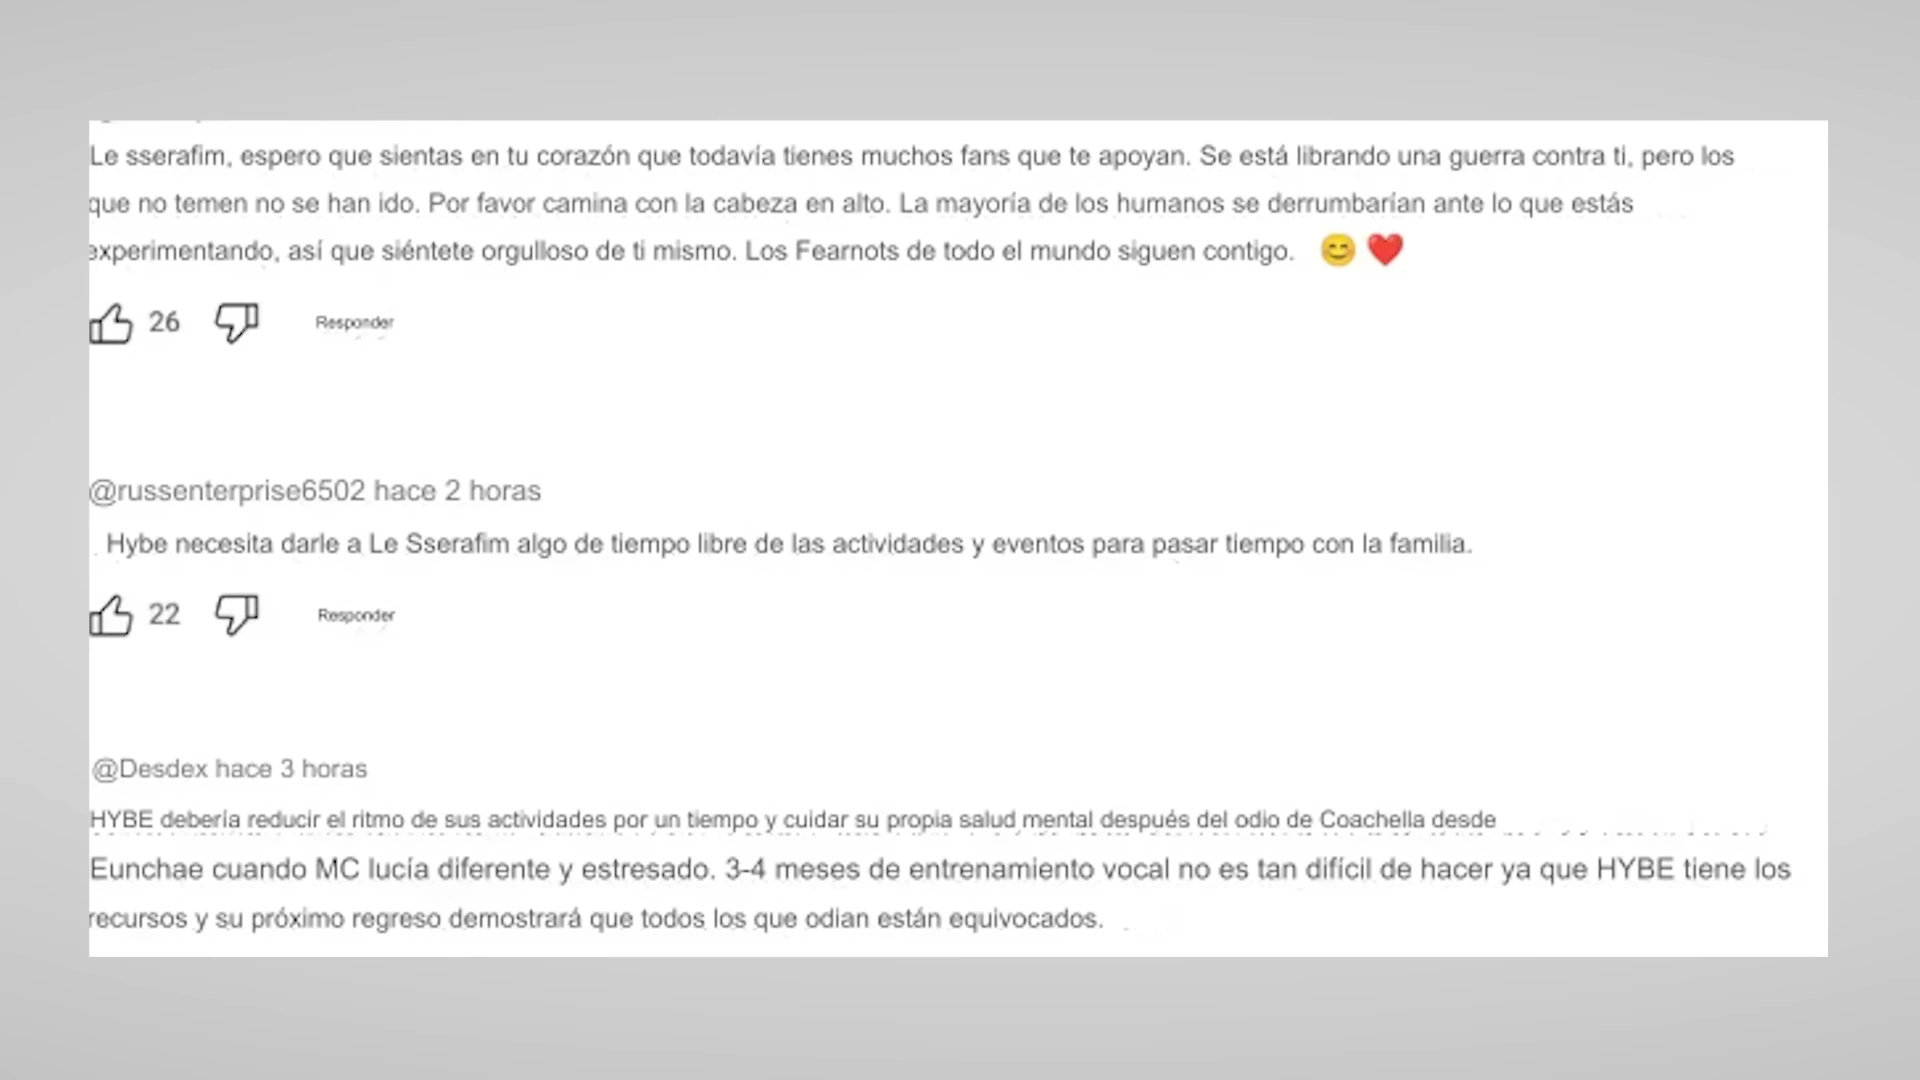 Le sserafim, espero que sientas en tu corazón que todavía tienes muchos fans que te apoyan. Se está librando una guerra contra ti, pero los
que no temen no se han ido. Por favor camina con la cabeza en alto. La mayoría de los humanos se derrumbarían ante lo que estás
experimentando, así que siéntete orgulloso de ti mismo. Los Fearnots de todo el mundo siguen contigo. 😊 ❤️
26 Responder
@russenterprise6502 hace 2 horas
Hybe necesita darle a Le Sserafim algo de tiempo libre de las actividades y eventos para pasar tiempo con la familia.
22 Responder
@Desdex hace 3 horas
HYBE debería reducir el ritmo de sus actividades por un tiempo y cuidar su propia salud mental después del odio de Coachella desde
Eunchae cuando MC lucía diferente y estresado. 3-4 meses de entrenamiento vocal no es tan difícil de hacer ya que HYBE tiene los
recursos y su próximo regreso demostrará que todos los que odian están equivocados.